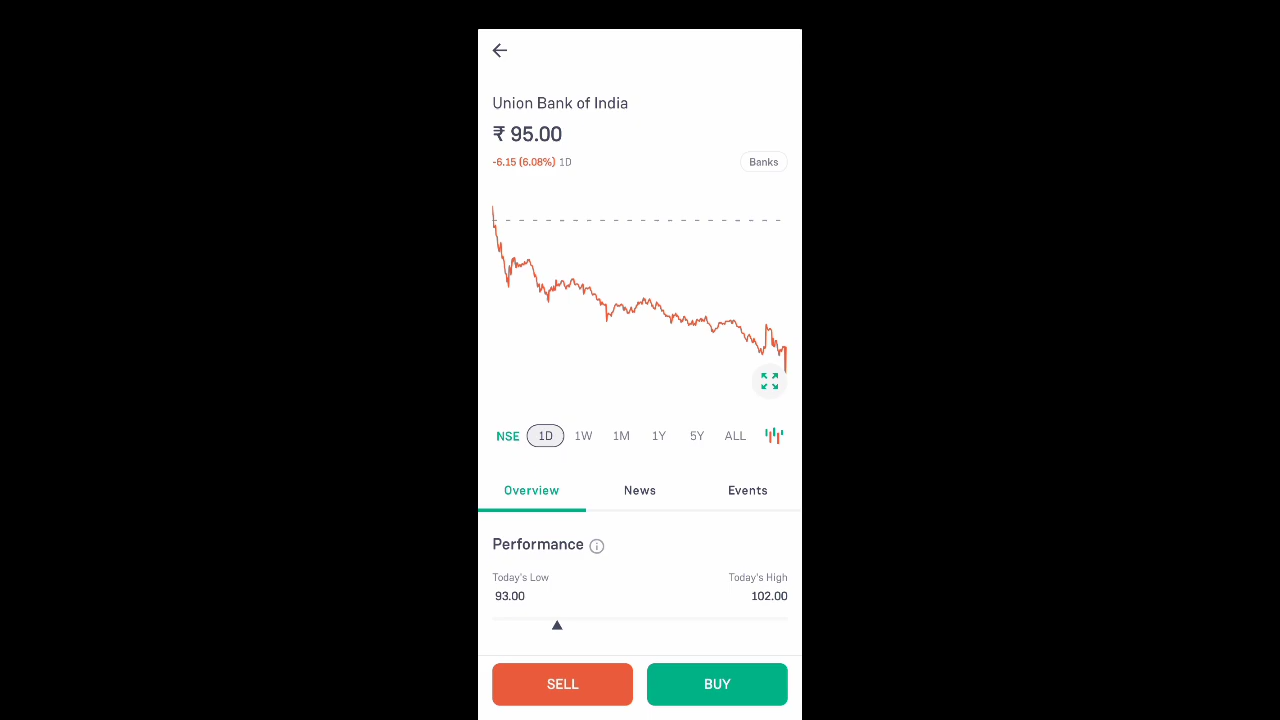 Union Bank of India
₹ 95.00
-6.15 (6.08%) 1D
Banks
NSE 1D 1W 1M 1Y 5Y ALL
Overview News Events
Performance
Today's Low Today's High
93.00 102.00
SELL BUY